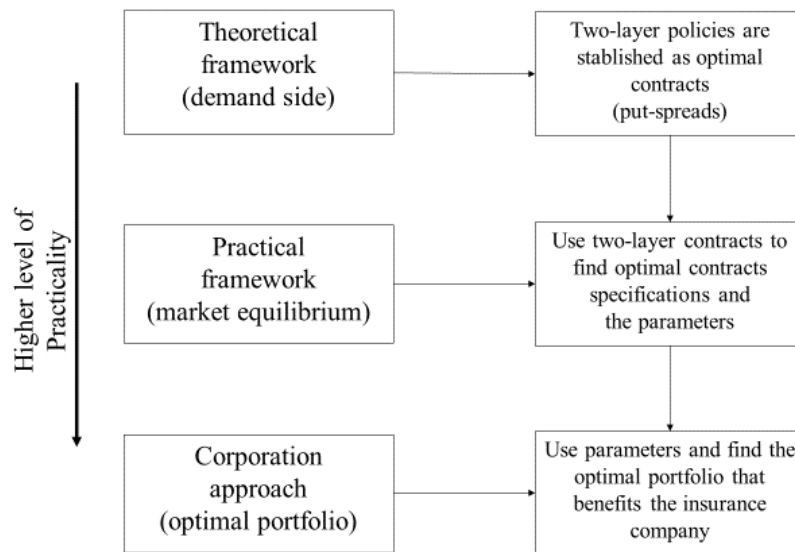 Theoretical
framework
(demand side)
Two-layer policies are
stablished as optimal
contracts
(put-spreads)
Higher level of
Practicality
Practical
framework
(market equilibrium)
Use two-layer contracts to
find optimal contracts
specifications and
the parameters
Corporation
approach
(optimal portfolio)
Use parameters and find the
optimal portfolio that
benefits the insurance
company